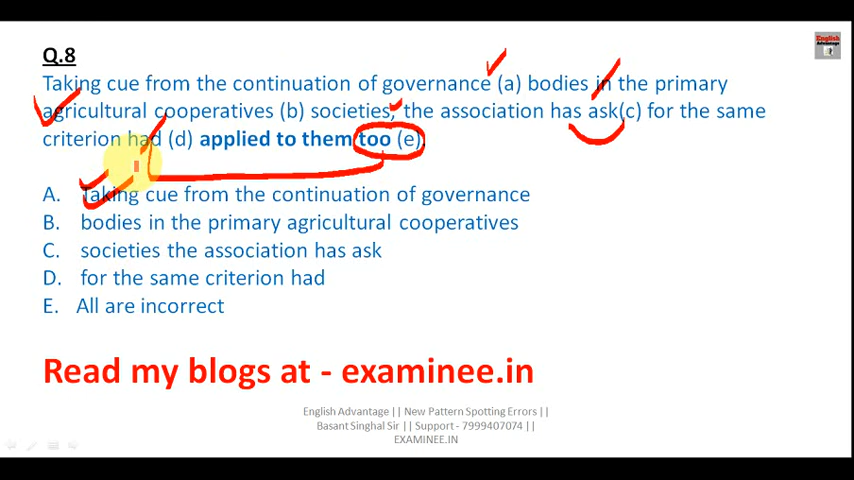 Q.8
English
Advantage
Taking cue from the continuation of governance (a) bodies in the primary
agricultural cooperatives (b) societies, the association has ask(c) for the same
criterion had (d) applied to them too (e).
A. Taking cue from the continuation of governance
B. bodies in the primary agricultural cooperatives
C. societies the association has ask
D. for the same criterion had
E. All are incorrect
Read my blogs at - examinee.in
English Advantage || New Pattern Spotting Errors ||
Basant Singhal Sir || Support - 7999407074 ||
EXAMINEE.IN